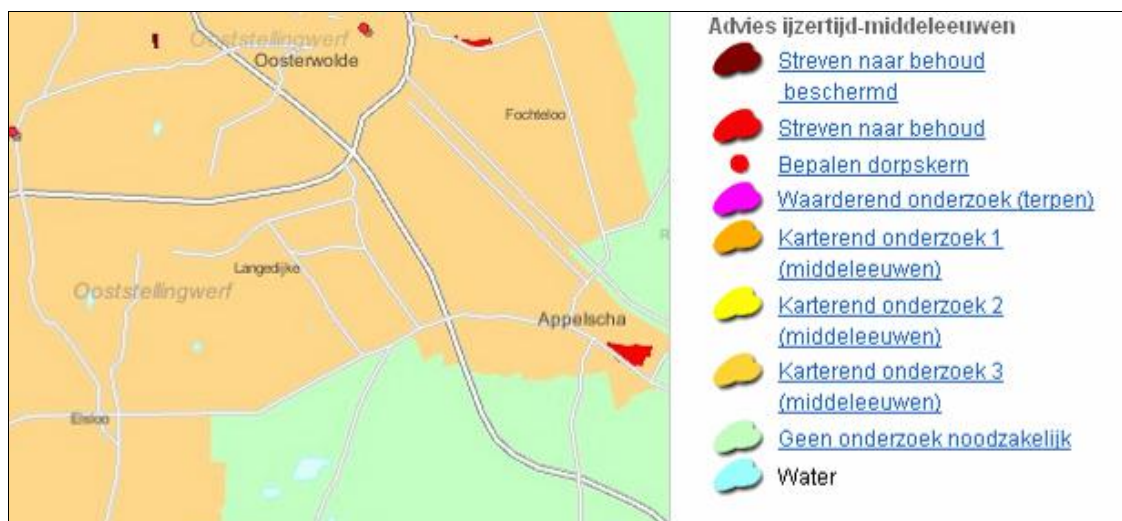 Ooststellingwerf
Oosterwolde
Fochteloo
Langedijke
Ooststellingwerf
Appelscha
Elsloo
R
Advies ijzertijd-middeleeuwen
Streven naar behoud
beschermd
Streven naar behoud
Bepalen dorpskern
Waarderend onderzoek (terpen)
Karterend onderzoek 1
(middeleeuwen)
Karterend onderzoek 2
(middeleeuwen)
Karterend onderzoek 3
(middeleeuwen)
Geen onderzoek noodzakelijk
Water